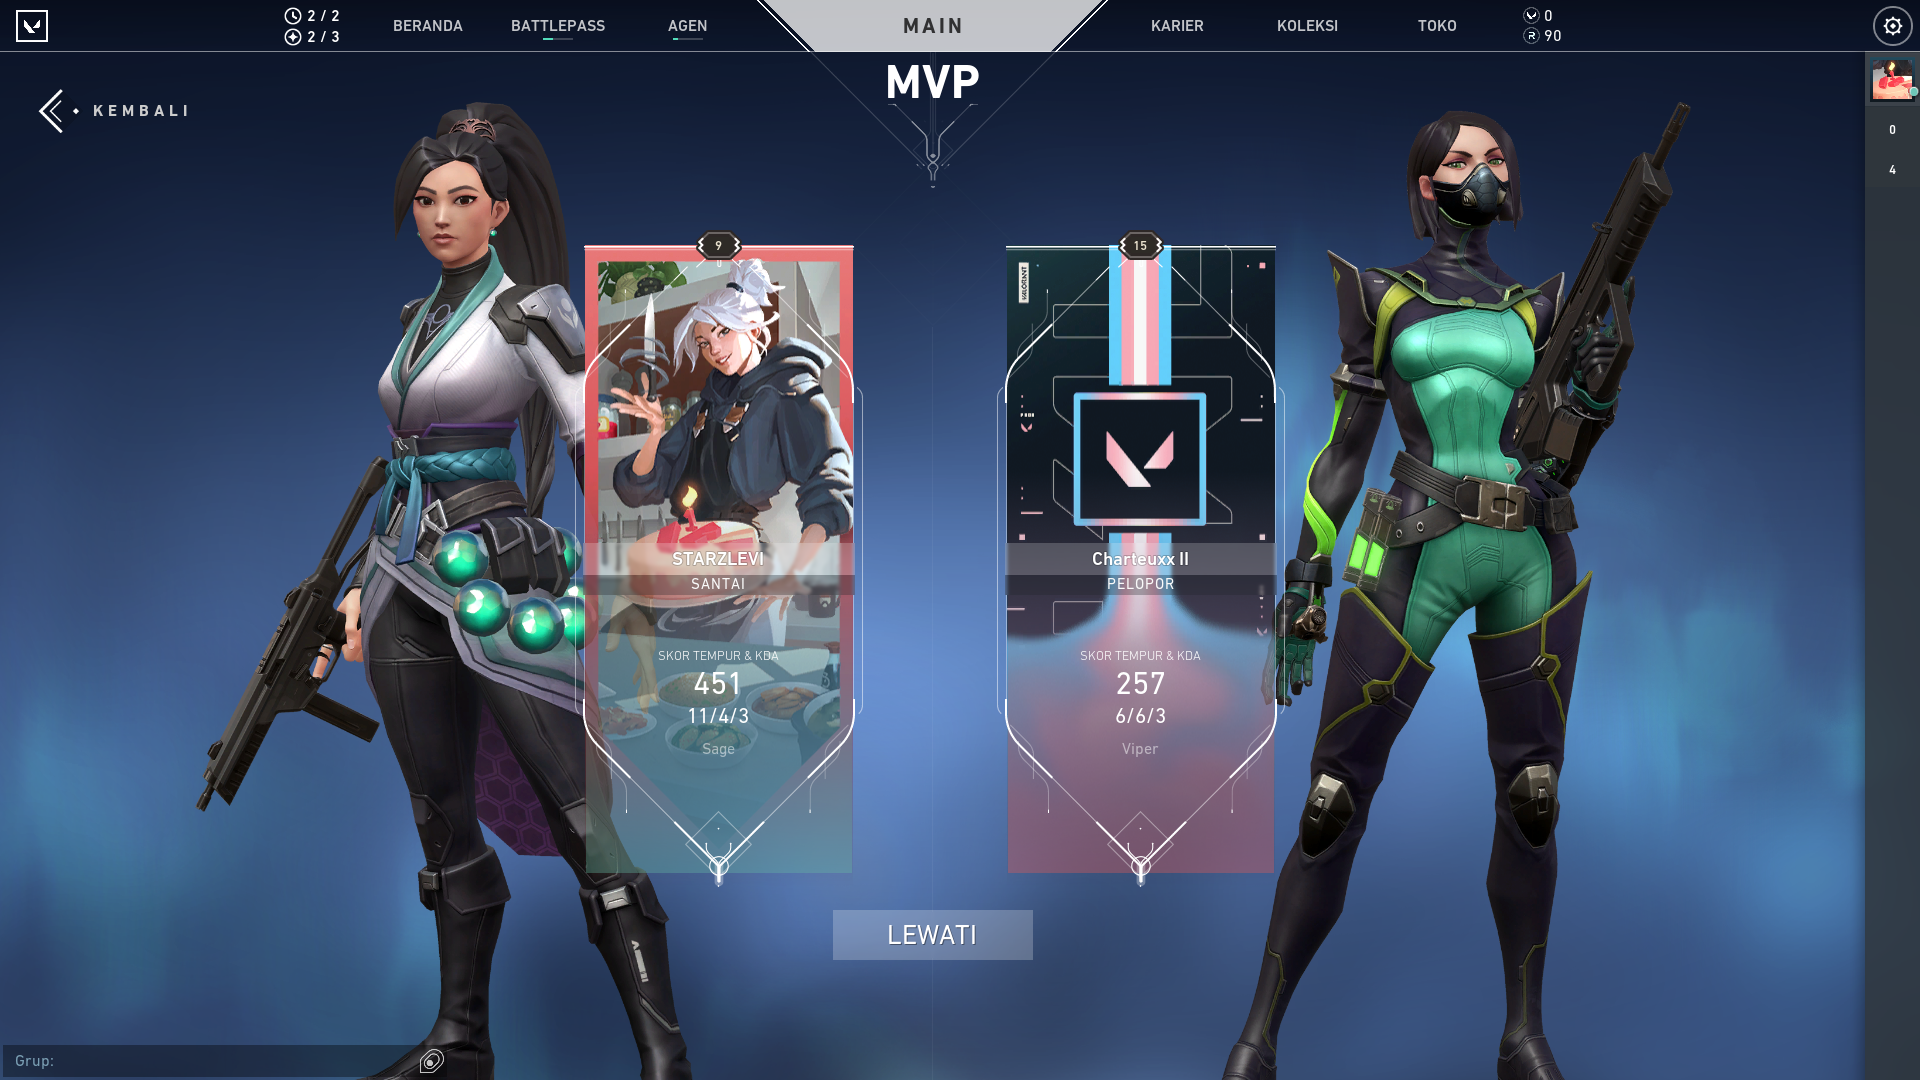 2 / 2
2 / 3
BERANDA
BATTLEPASS
AGEN
MAIN
KARIER
KOLEKSI
TOKO
0
90
MVP
KEMBALI
0
4
9
STARZLEVI
SANTAI
SKOR TEMPUR & KDA
451
11/4/3
Sage
15
VALORANT
Charteuxx II
PELOPOR
SKOR TEMPUR & KDA
257
6/6/3
Viper
LEWATI
Grup: